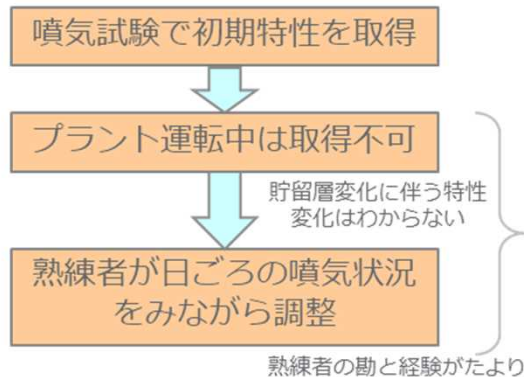 噴気試験で初期特性を取得
プラント運転中は取得不可
貯留層変化に伴う特性
変化はわからない
熟練者が日ごろの噴気状況
をみながら調整
熟練者の勘と経験がたより